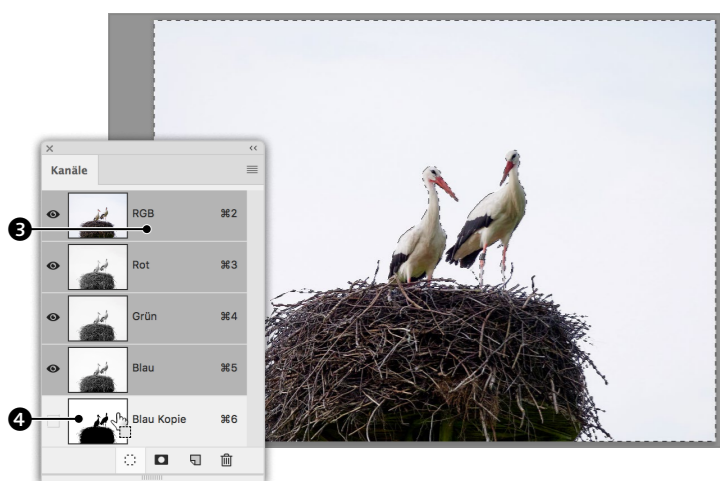 Kanäle
RGB ⌘2
3
Rot ⌘3
Grün ⌘4
Blau ⌘5
4
Blau Kopie ⌘6